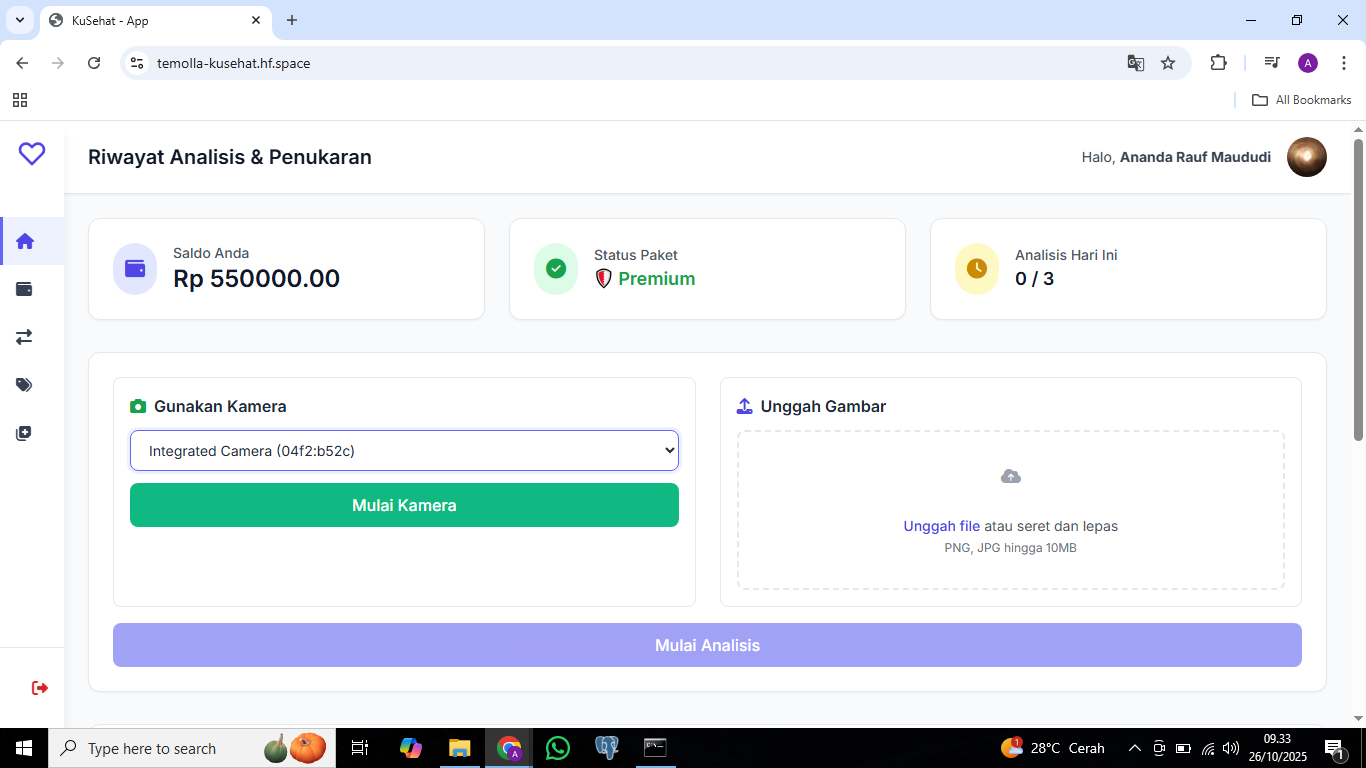 KuSehat - App
temolla-kusehat.hf.space
All Bookmarks
Riwayat Analisis & Penukaran
Halo, Ananda Rauf Maududi
A
Saldo Anda
Rp 550000.00
Status Paket
Premium
Analisis Hari Ini
0 / 3
Gunakan Kamera
Integrated Camera (04f2:b52c)
Mulai Kamera
Unggah Gambar
Unggah file atau seret dan lepas
PNG, JPG hingga 10MB
Mulai Analisis
Type here to search
A
1
28°C Cerah
09.33
26/10/2025
1